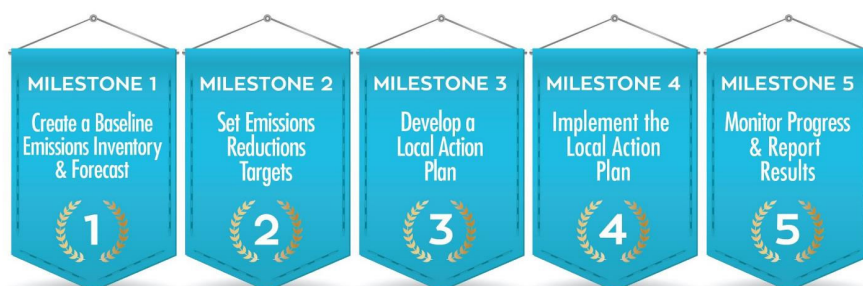 MILESTONE 1
Create a Baseline
Emissions Inventory
& Forecast
1
MILESTONE 2
Set Emissions
Reductions
Targets
2
MILESTONE 3
Develop a
Local Action
Plan
3
MILESTONE 4
Implement the
Local Action
Plan
4
MILESTONE 5
Monitor Progress
& Report
Results
5